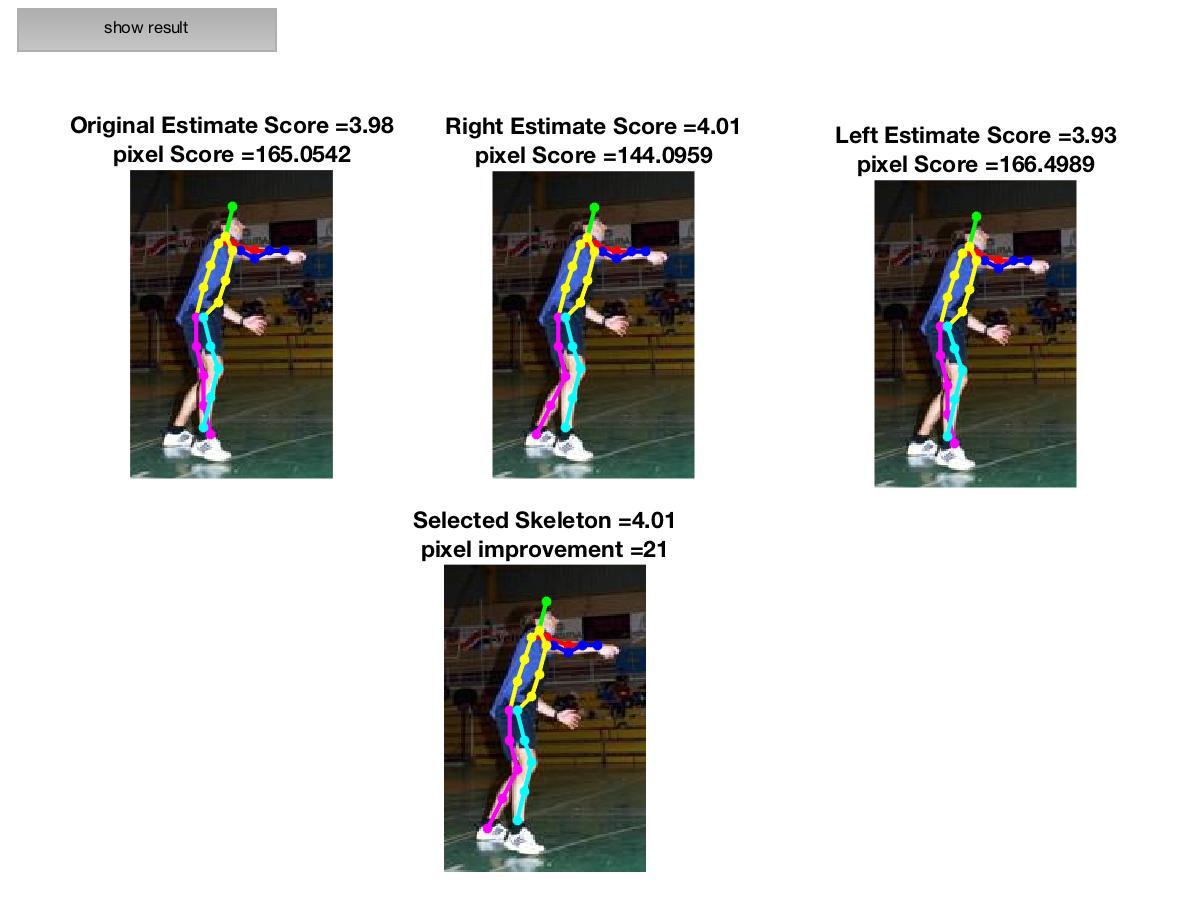 show result
Original Estimate Score =3.98
pixel Score =165.0542
Right Estimate Score =4.01
pixel Score =144.0959
Left Estimate Score =3.93
pixel Score =166.4989
Selected Skeleton =4.01
pixel improvement =21